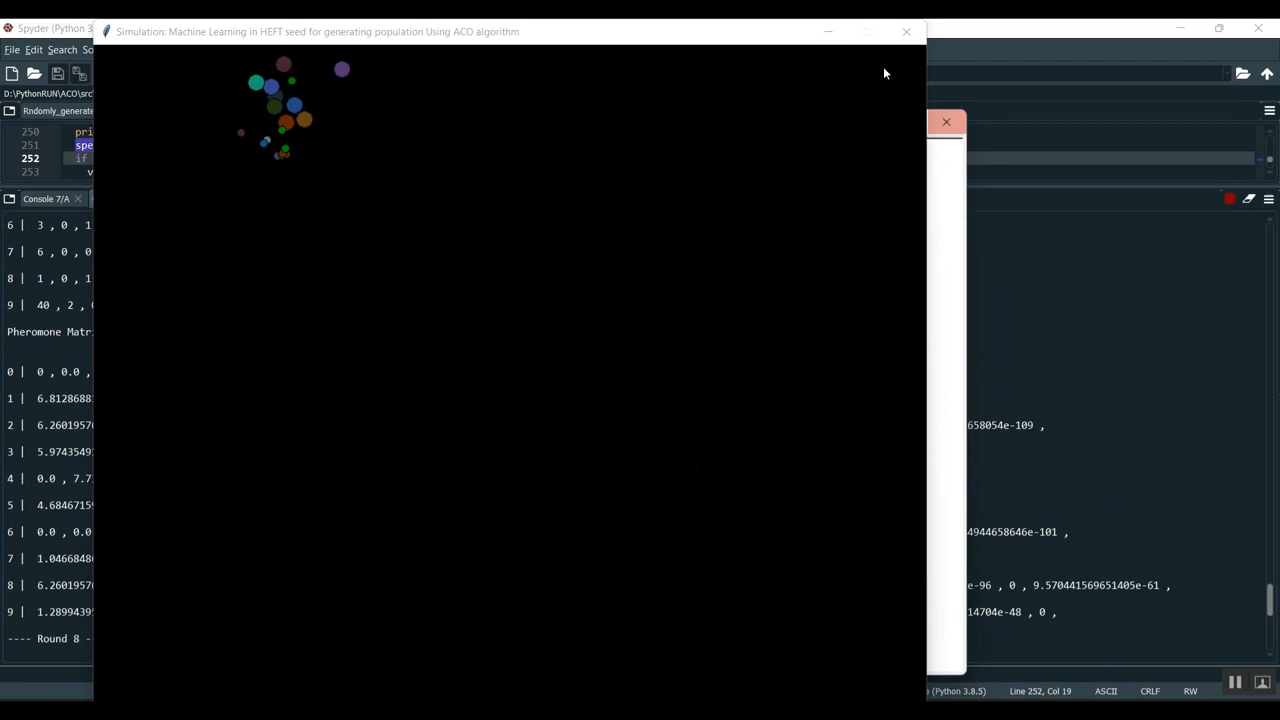 Spyder (Python 3
Simulation: Machine Learning in HEFT seed for generating population Using ACO algorithm
File Edit Search So
D:\PythonRUN\ACO\src
Rndomly_generate
250 pri
251 spe
252 if
253 v
Console 7/A
6 | 3 , 0 , 1
7 | 6 , 0 , 0
8 | 1 , 0 , 1
9 | 40 , 2 , 
Pheromone Matri
0 | 0 , 0.0 ,
1 | 6.8128688
2 | 6.2601957 658054e-109 ,
3 | 5.9743549
4 | 0.0 , 7.7
5 | 4.6846715
6 | 0.0 , 0.0 4944658646e-101 ,
7 | 1.0466848
8 | 6.2601957 e-96 , 0 , 9.570441569651405e-61 ,
9 | 1.2899439 14704e-48 , 0 ,
---- Round 8 --
(Python 3.8.5) Line 252, Col 19 ASCII CRLF RW